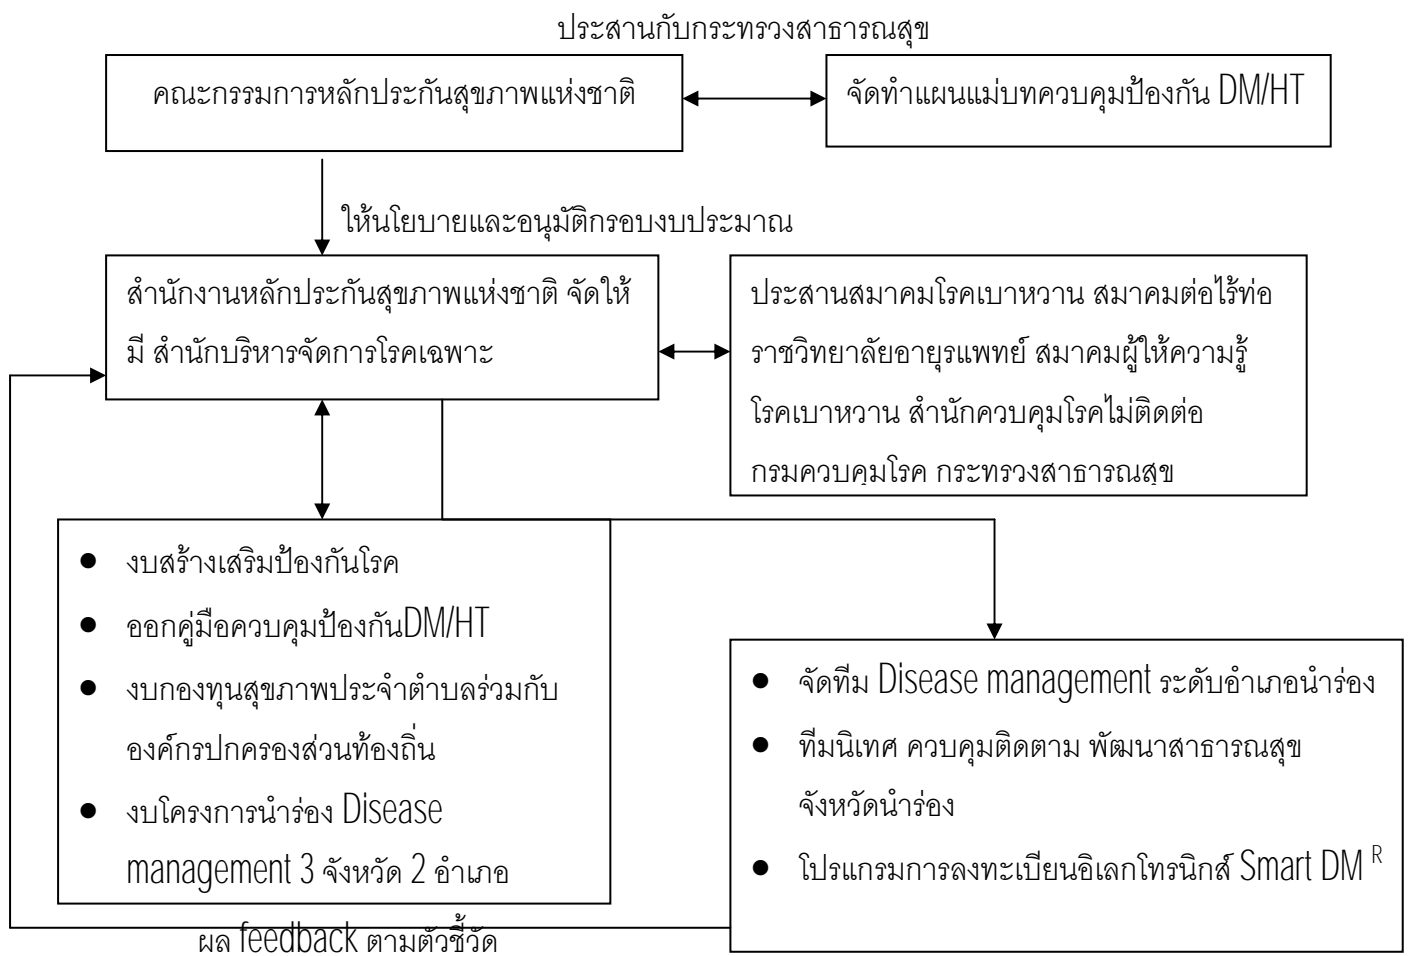 ประสานกับกระทรวงสาธารณสุข
คณะกรรมการหลักประกันสุขภาพแห่งชาติ
จัดทำแผนแม่บทควบคุมป้องกัน DM/HT
ให้นโยบายและอนุมัติกรอบงบประมาณ
สำนักงานหลักประกันสุขภาพแห่งชาติ จัดให้
มี สำนักบริหารจัดการโรคเฉพาะ
ประสานสมาคมโรคเบาหวาน สมาคมต่อไร้ท่อ
ราชวิทยาลัยอายุรแพทย์ สมาคมผู้ให้ความรู้
โรคเบาหวาน สำนักควบคุมโรคไม่ติดต่อ
กรมควบคุมโรค กระทรวงสาธารณสุข
● งบสร้างเสริมป้องกันโรค
● ออกคู่มือควบคุมป้องกันDM/HT
● งบกองทุนสุขภาพประจำตำบลร่วมกับ
องค์กรปกครองส่วนท้องถิ่น
● งบโครงการนำร่อง Disease
management 3 จังหวัด 2 อำเภอ
● จัดทีม Disease management ระดับอำเภอนำร่อง
● ทีมนิเทศ ควบคุมติดตาม พัฒนาสาธารณสุข
จังหวัดนำร่อง
● โปรแกรมการลงทะเบียนอิเลกโทรนิกส์ Smart DM R
ผล feedback ตามตัวชี้วัด